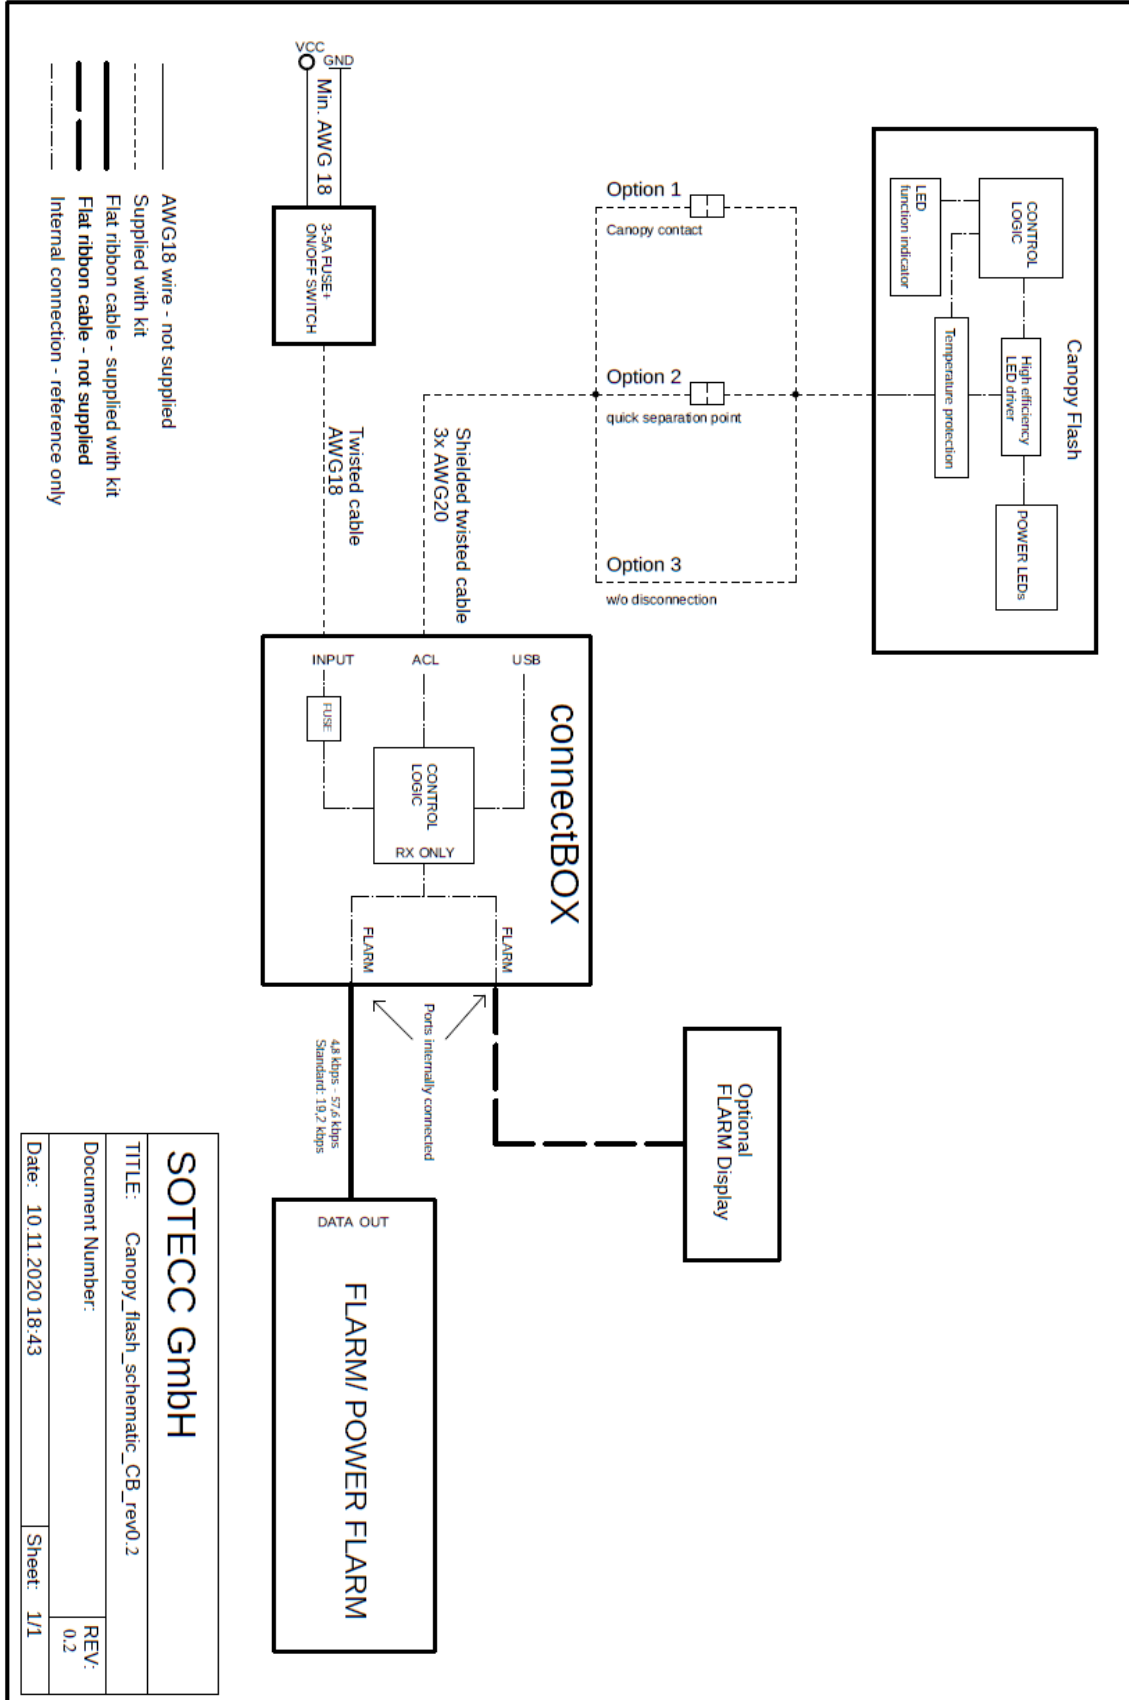 VCC
GND
Min. AWG 18
3-5A FUSE+
ON/OFF SWITCH
AWG18 wire - not supplied
Supplied with kit
Flat ribbon cable - supplied with kit
Flat ribbon cable - not supplied
Internal connection - reference only
Option 1
Canopy contact
Option 2
quick separation point
Option 3
w/o disconnection
Canopy Flash
CONTROL
LOGIC
LED
function indicator
High efficiency
LED driver
Temperature protection
POWER LEDs
Twisted cable
AWG18
Shielded twisted cable
3x AWG20
connectBOX
INPUT
ACL
USB
FUSE
CONTROL
LOGIC
RX ONLY
FLARM
FLARM
Ports internally connected
4,8 kbps - 57,6 kbps
Standard: 19,2 kbps
Optional
FLARM Display
DATA OUT
FLARM/ POWER FLARM
SOTECC GmbH
TITLE: Canopy_flash_schematic_CB_rev0.2
Document Number:
REV:
0.2
Date: 10.11.2020 18:43
Sheet: 1/1